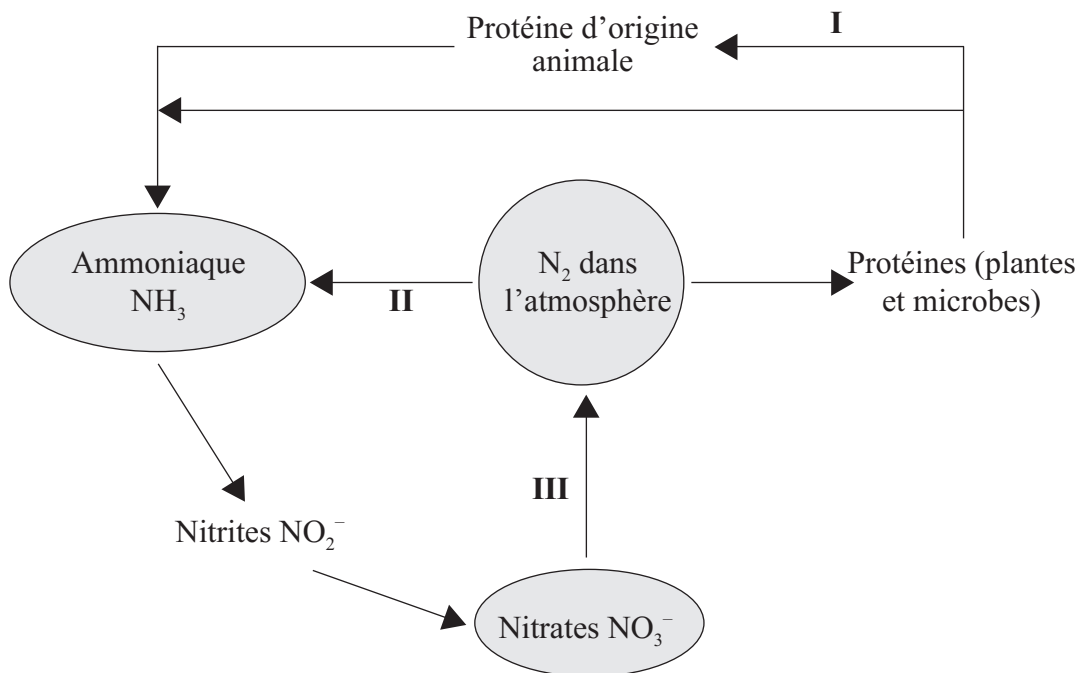 Protéine d’origine
animale
I
Ammoniaque
NH₃
II
N₂ dans
l’atmosphère
Protéines (plantes
et microbes)
III
Nitrites NO₂⁻
Nitrates NO₃⁻